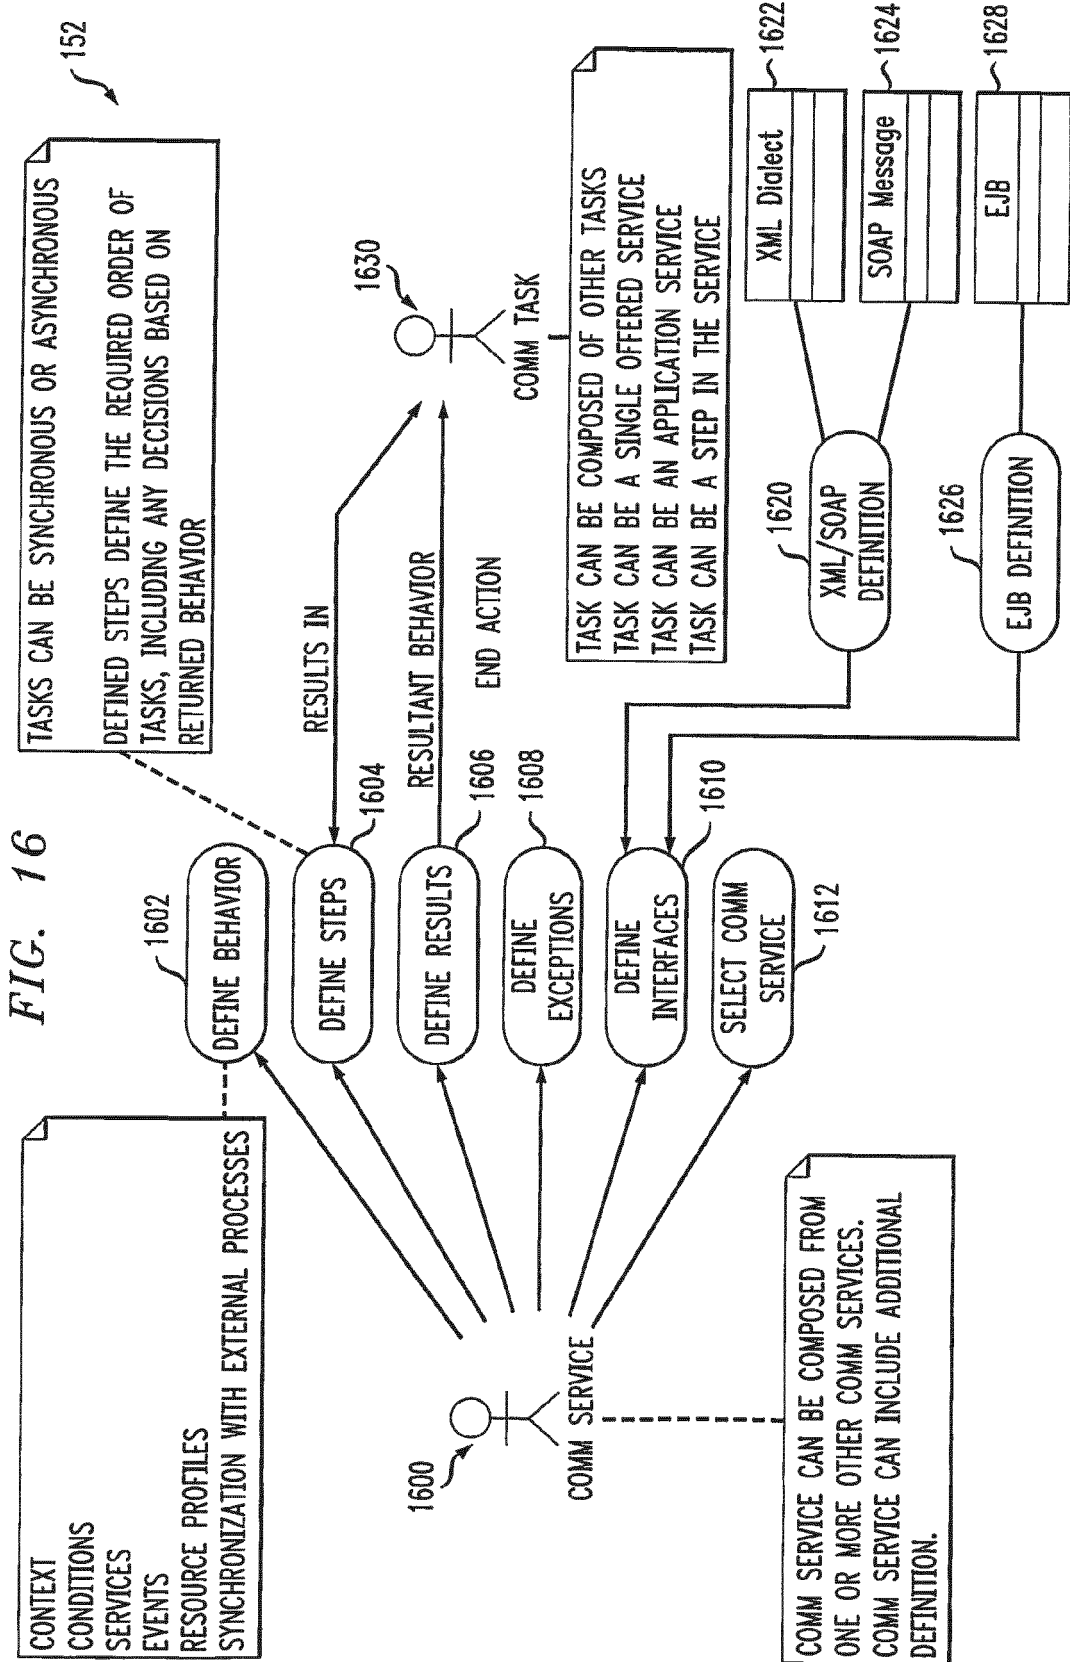 FIG. 16
152
CONTEXT
CONDITIONS
SERVICES
EVENTS
RESOURCE PROFILES
SYNCHRONIZATION WITH EXTERNAL PROCESSES
TASKS CAN BE SYNCHRONOUS OR ASYNCHRONOUS
DEFINED STEPS DEFINE THE REQUIRED ORDER OF
TASKS, INCLUDING ANY DECISIONS BASED ON
RETURNED BEHAVIOR
1602
DEFINE BEHAVIOR
DEFINE STEPS
1604
RESULTS IN
DEFINE RESULTS
1606
RESULTANT BEHAVIOR
END ACTION
1630
COMM TASK
DEFINE
EXCEPTIONS
1608
DEFINE
INTERFACES
1610
SELECT COMM
SERVICE
1612
1600
COMM SERVICE
TASK CAN BE COMPOSED OF OTHER TASKS
TASK CAN BE A SINGLE OFFERED SERVICE
TASK CAN BE AN APPLICATION SERVICE
TASK CAN BE A STEP IN THE SERVICE
1620
XML/SOAP
DEFINITION
XML Dialect
1622
SOAP Message
1624
1626
EJB DEFINITION
EJB
1628
COMM SERVICE CAN BE COMPOSED FROM
ONE OR MORE OTHER COMM SERVICES.
COMM SERVICE CAN INCLUDE ADDITIONAL
DEFINITION.